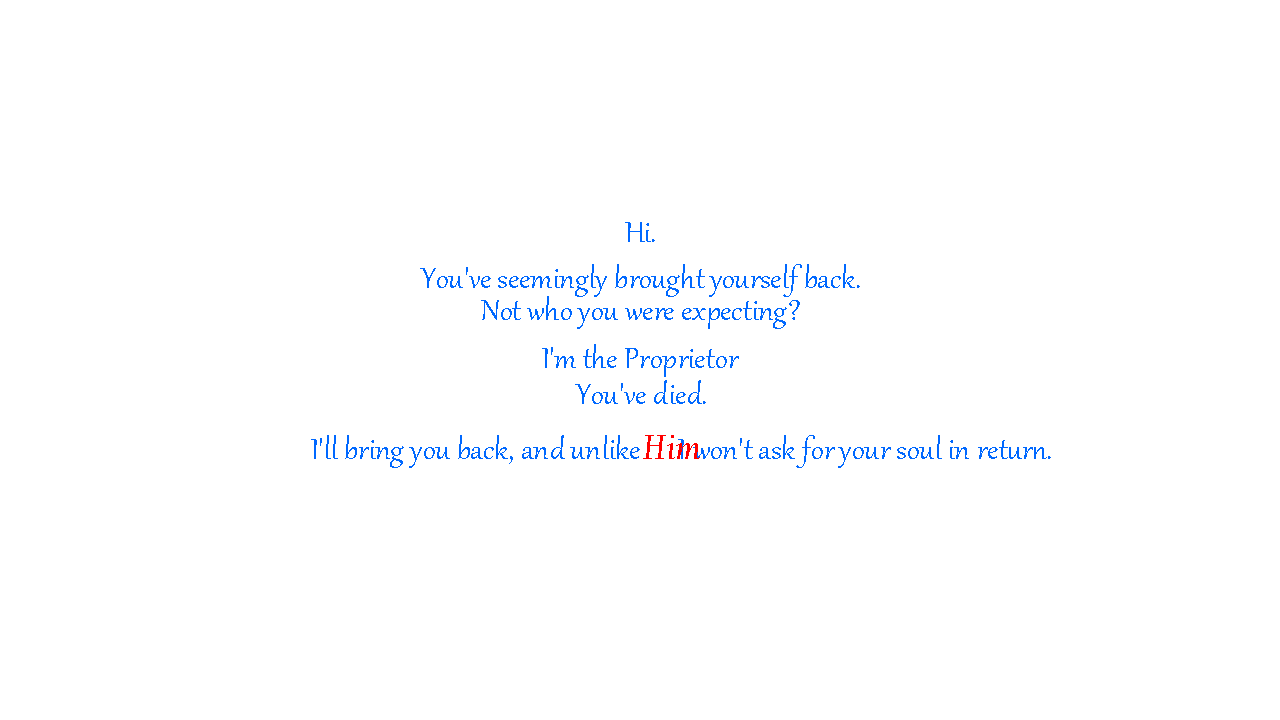 Hi.
You've seemingly brought yourself back.
Not who you were expecting?
I'm the Proprietor
You've died.
I'll bring you back, and unlike Him I won't ask for your soul in return.